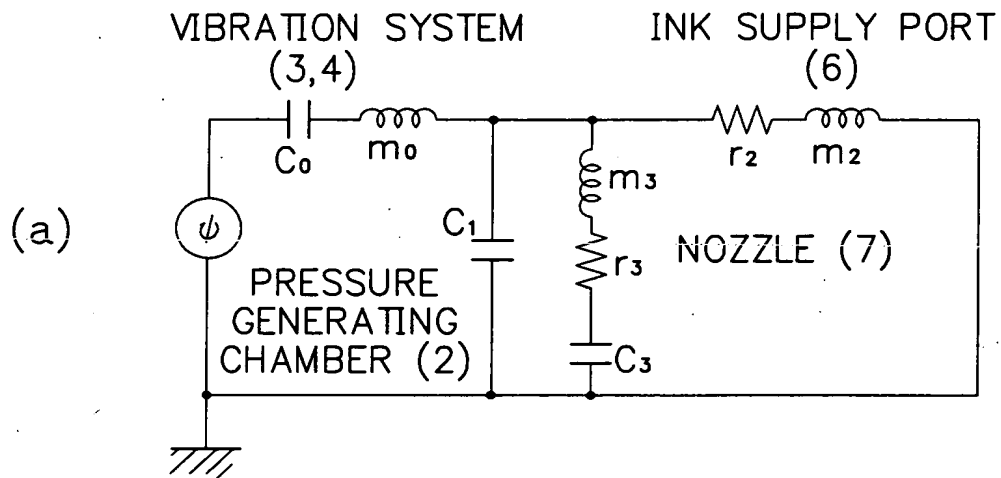 VIBRATION SYSTEM
(3,4)
INK SUPPLY PORT
(6)
C0
m0
r2
m2
(a)
ψ
C1
m3
r3
NOZZLE (7)
PRESSURE
GENERATING
CHAMBER (2)
C3